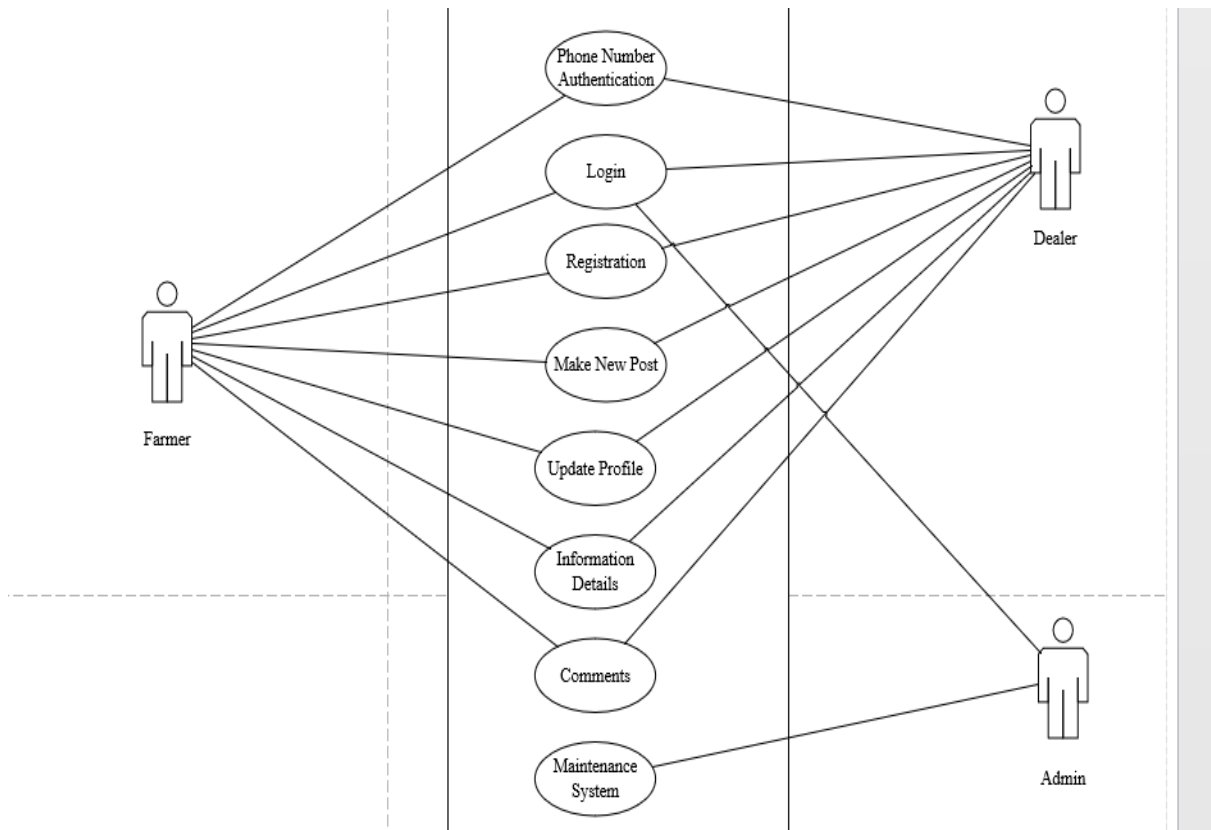 Phone Number
Authentication
Login
Dealer
Registration
Make New Post
Farmer
Update Profile
Information
Details
Comments
Maintenance
System
Admin